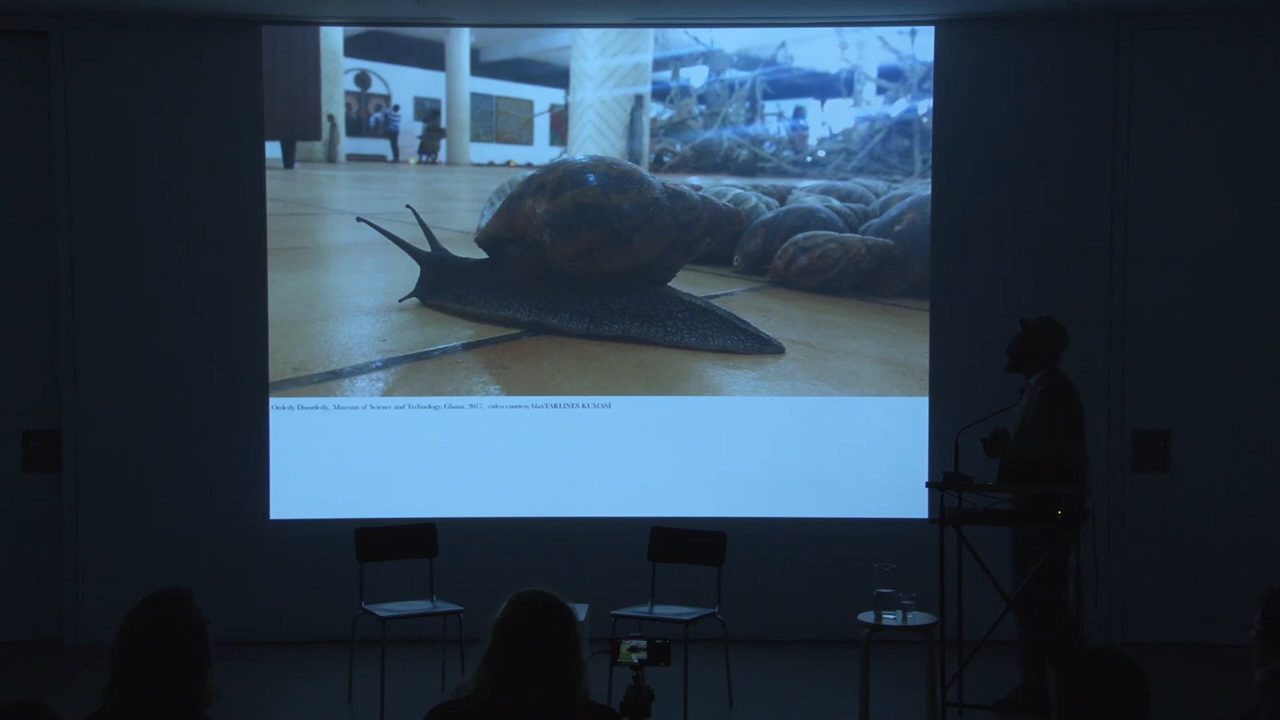 Orderly Disorderly, Museum of Science and Technology, Ghana, 2017, video courtesy blaxTARLINES KUMASI